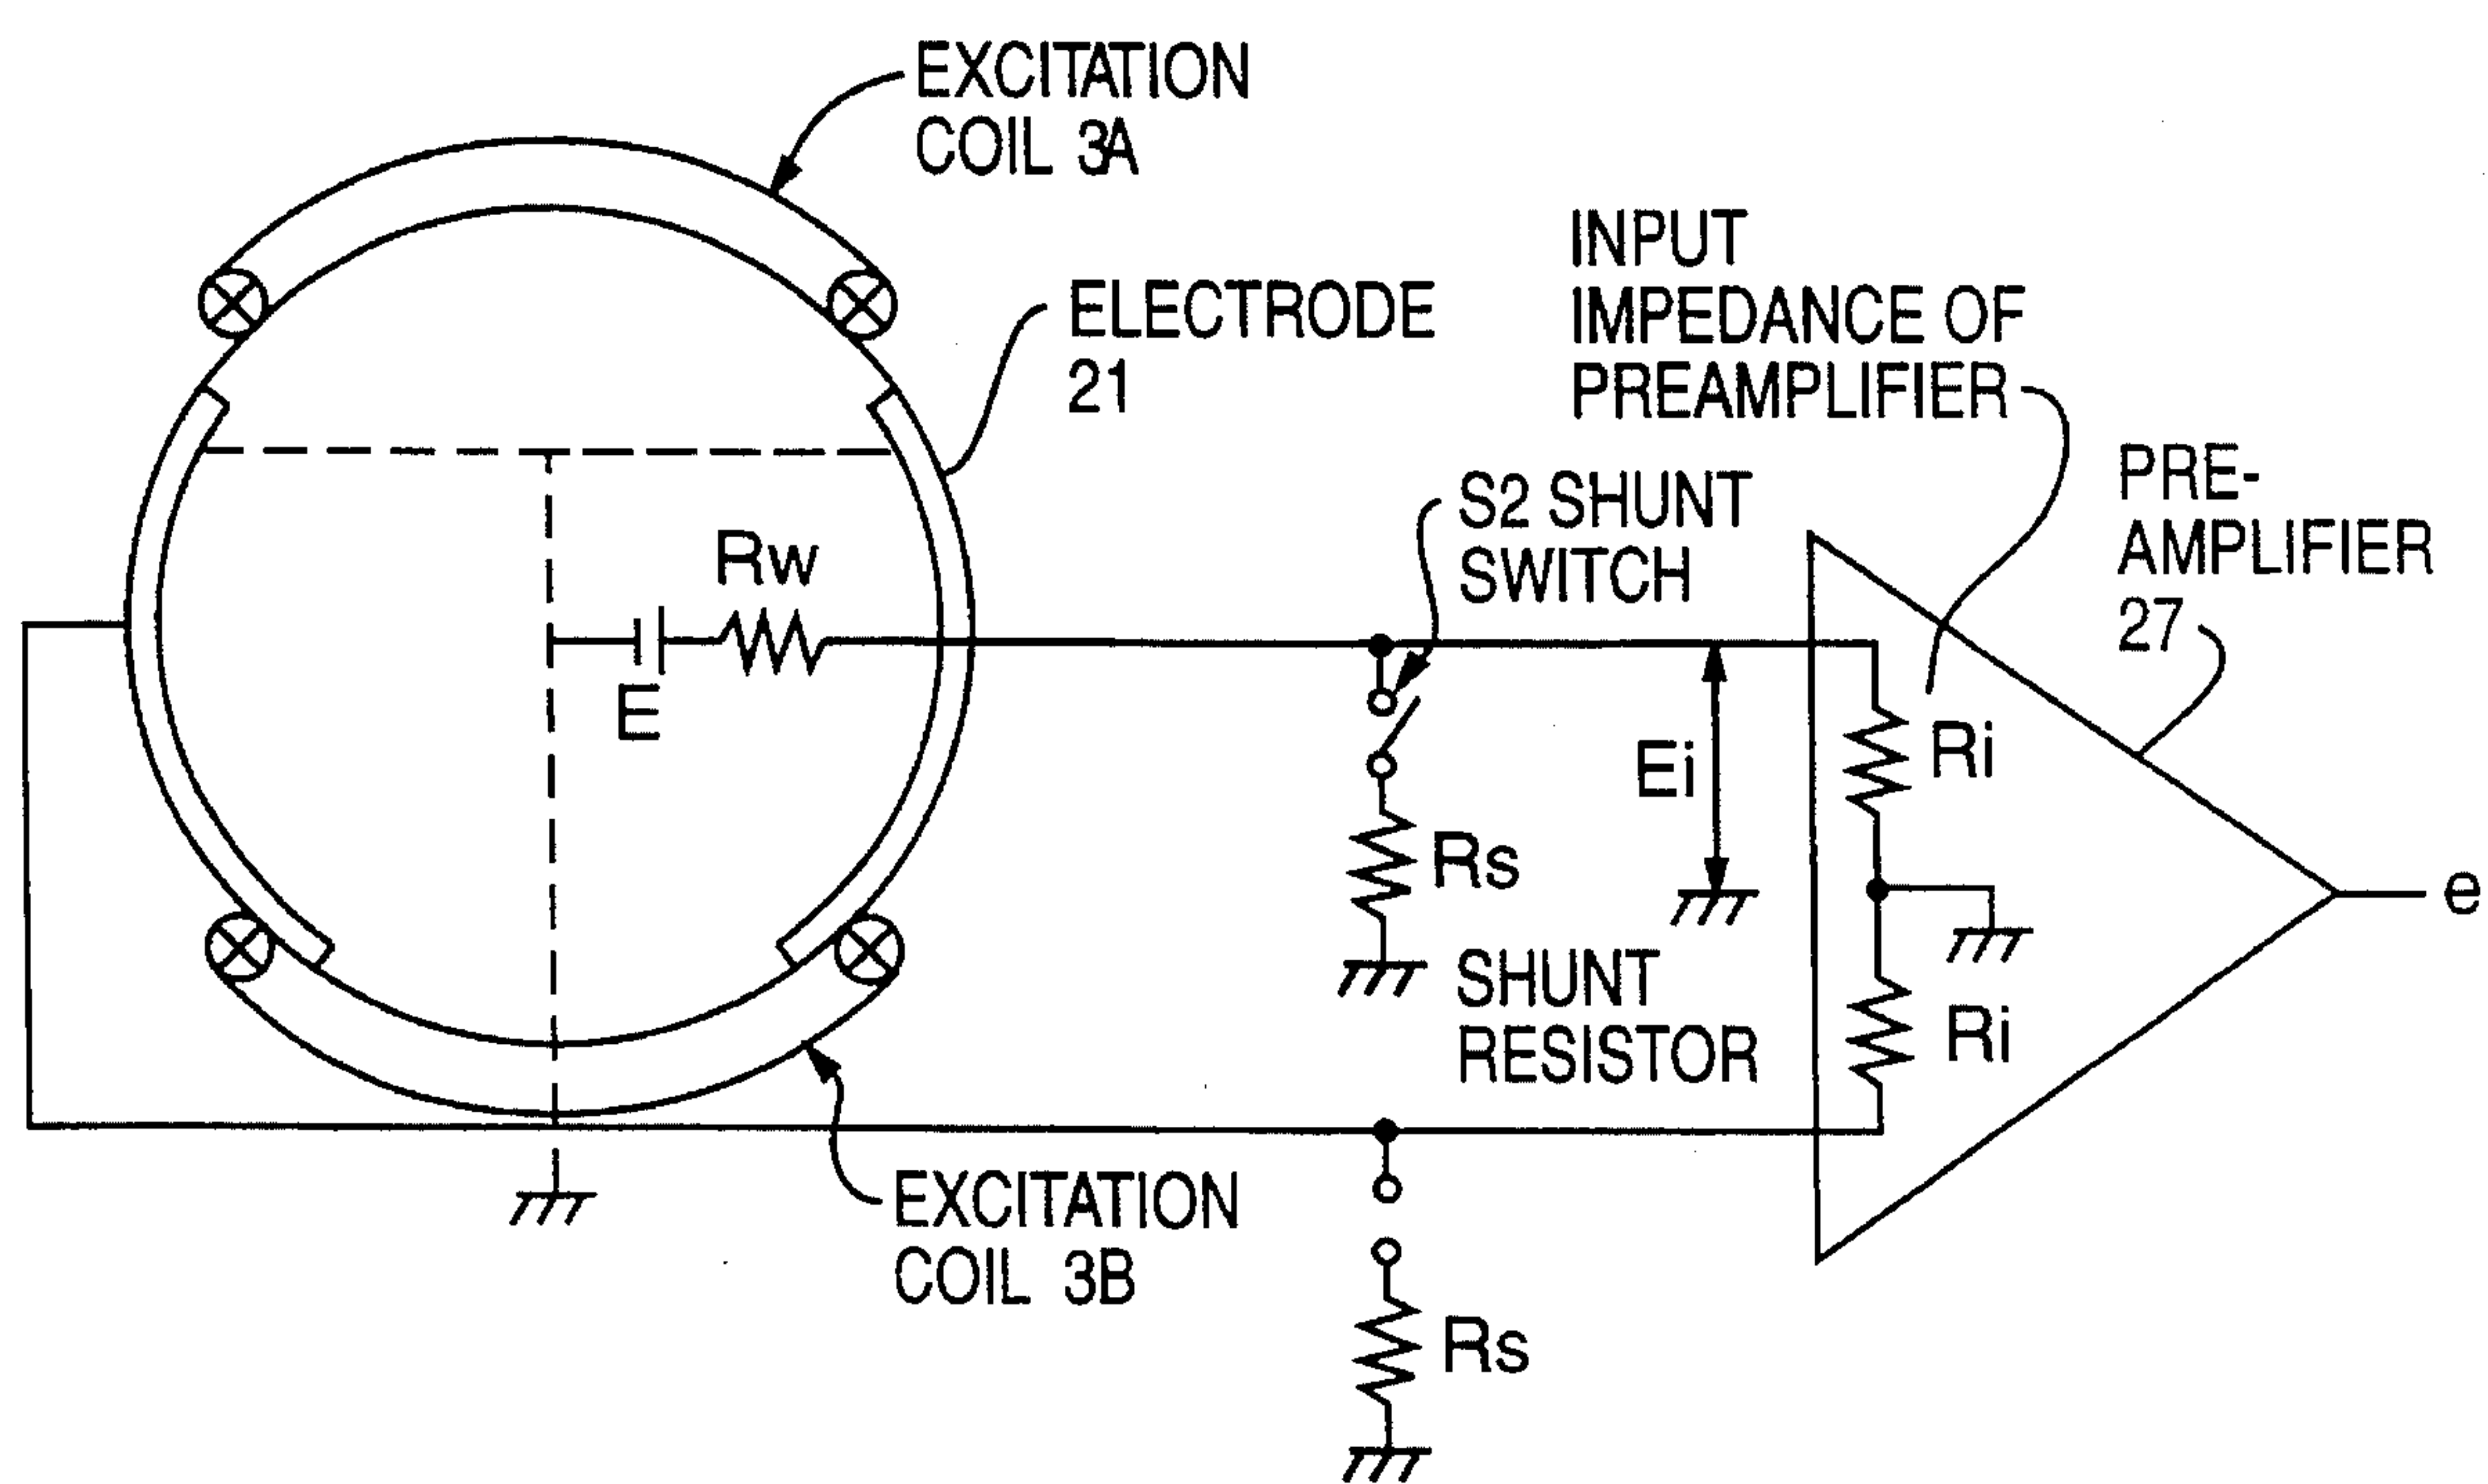 EXCITATION
COIL 3A
INPUT
IMPEDANCE OF
PREAMPLIFIER
ELECTRODE
21
PRE-
AMPLIFIER
27
S2 SHUNT
SWITCH
Rw
E
Ei
Ri
Rs
e
SHUNT
RESISTOR
Ri
EXCITATION
COIL 3B
Rs